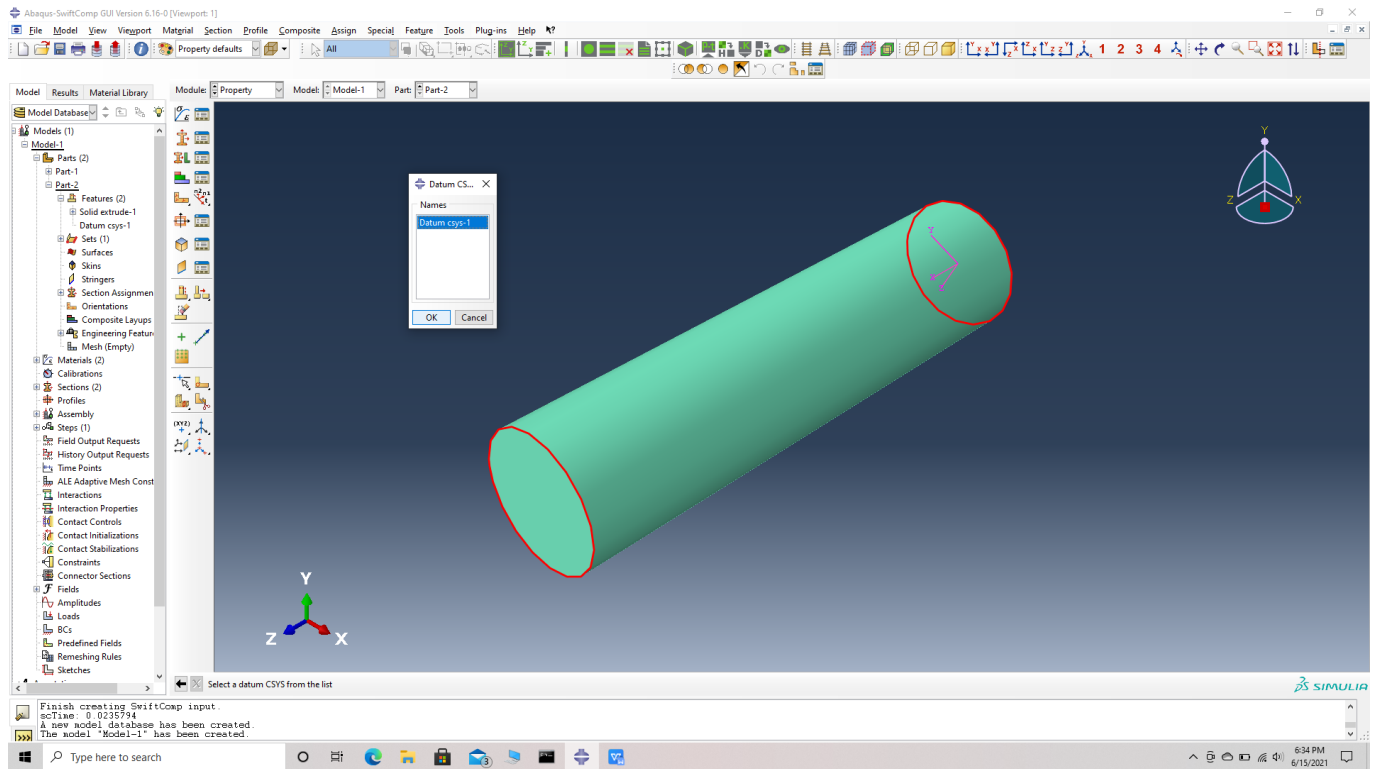 Abaqus-SwiftComp GUI Version 6.16-0 [Viewport: 1]
File Model View Viewport Material Section Profile Composite Assign Special Feature Tools Plug-ins Help
Property defaults All 1 2 3 4
Model Results Material Library Module: Property Model: Model-1 Part: Part-2
Model Database
Models (1)
Model-1
Parts (2)
Part-1
Part-2
Features (2)
Solid extrude-1
Datum csys-1
Sets (1)
Surfaces
Skins
Stringers
Section Assignmen
Orientations
Composite Layups
Engineering Featur
Mesh (Empty)
Materials (2)
Calibrations
Sections (2)
Profiles
Assembly
Steps (1)
Field Output Requests
History Output Requests
Time Points
ALE Adaptive Mesh Const
Interactions
Interaction Properties
Contact Controls
Contact Initializations
Contact Stabilizations
Constraints
Connector Sections
Fields
Amplitudes
Loads
BCs
Predefined Fields
Remeshing Rules
Sketches
Datum CS...
Names
Datum csys-1
OK Cancel
Y
Z X
Y
X
Z
Y
Z X
Select a datum CSYS from the list
SIMULIA
Finish creating SwiftComp input.
scTime: 0.0235794
A new model database has been created.
The model "Model-1" has been created.
Type here to search
3
6:34 PM
6/15/2021